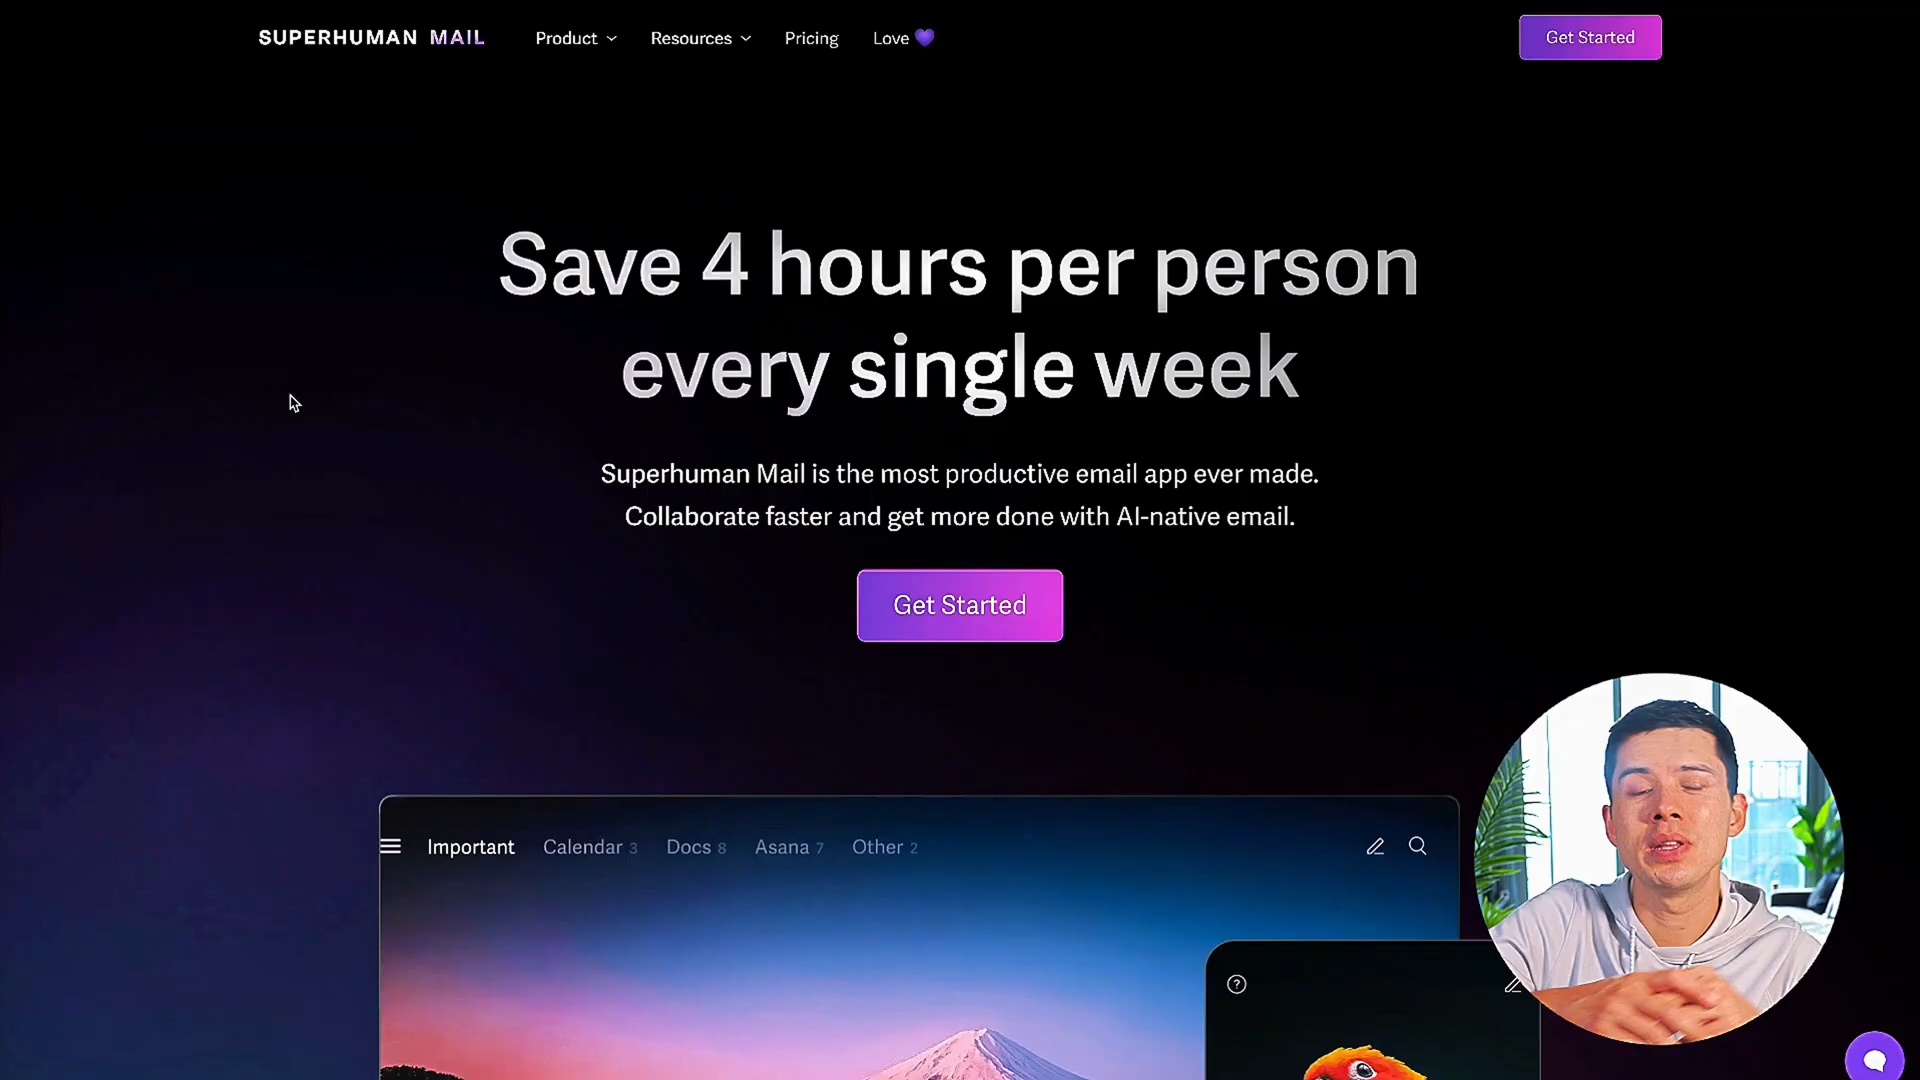 SUPERHUMAN MAIL
Product
Resources
Pricing
Love 💜
Get Started
Save 4 hours per person
every single week
Superhuman Mail is the most productive email app ever made.
Collaborate faster and get more done with AI-native email.
Get Started
Important
Calendar 3
Docs 8
Asana 7
Other 2
?